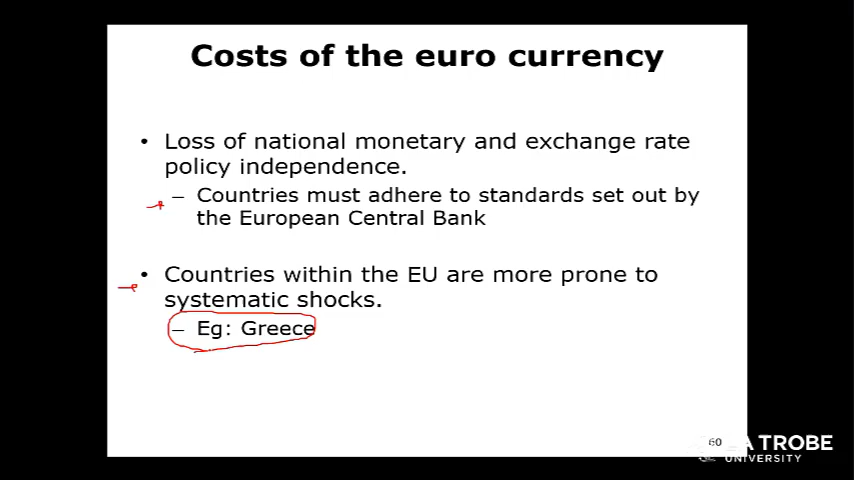 Costs of the euro currency
• Loss of national monetary and exchange rate
policy independence.
– Countries must adhere to standards set out by
the European Central Bank
• Countries within the EU are more prone to
systematic shocks.
– Eg: Greece
60
TROBE
UNIVERSITY